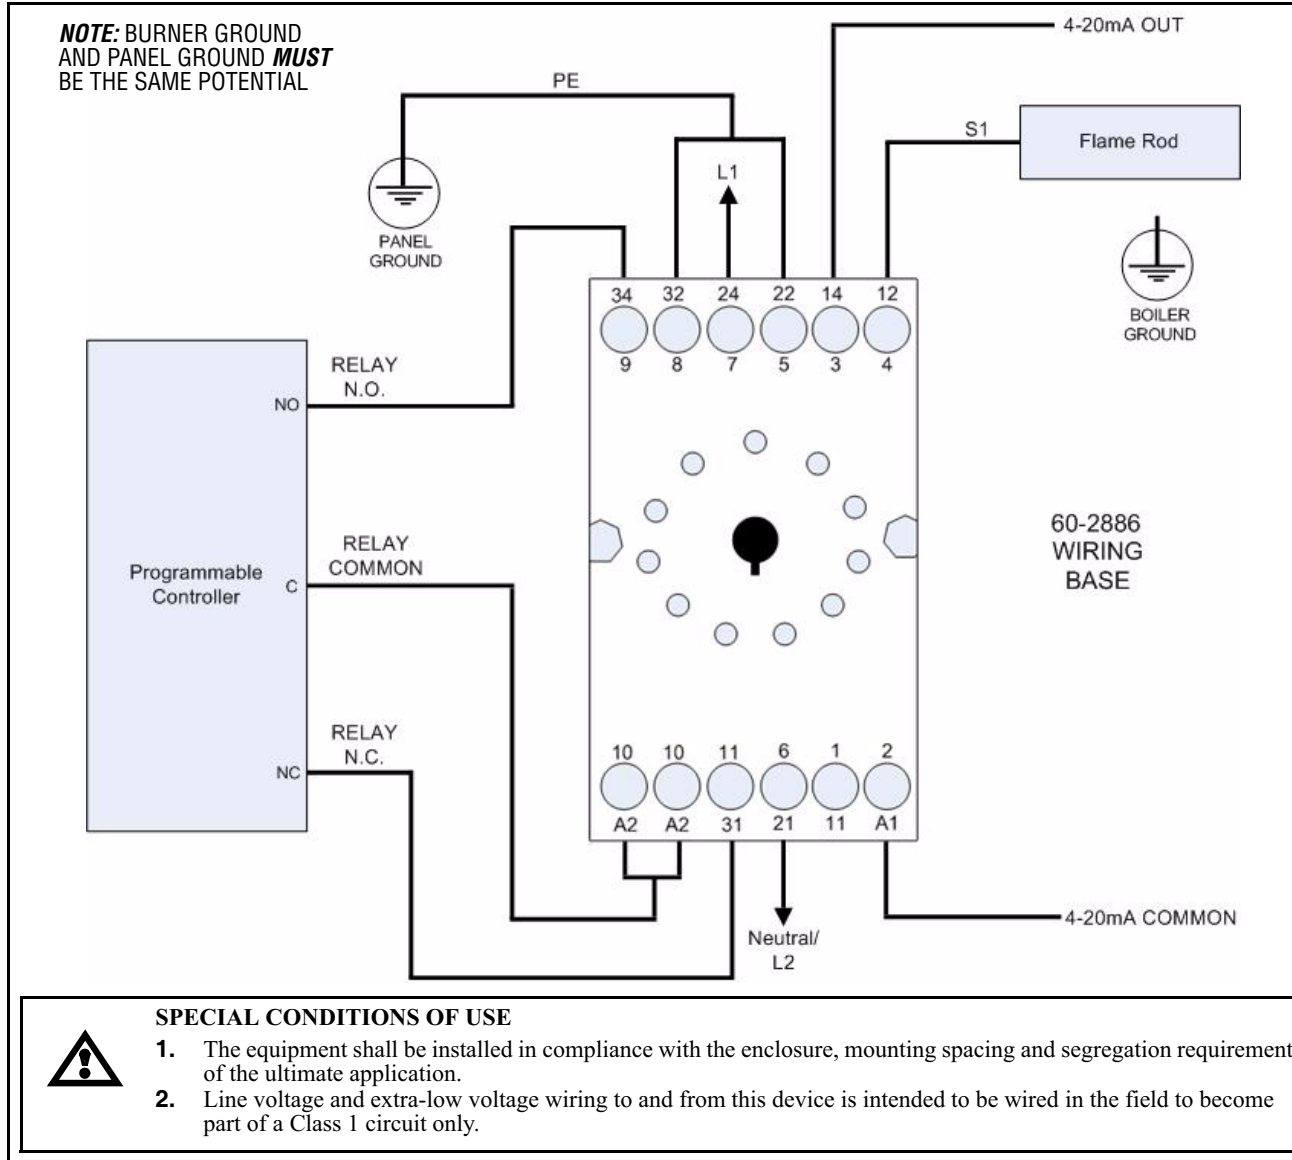 NOTE: BURNER GROUND
AND PANEL GROUND MUST
BE THE SAME POTENTIAL
4-20mA OUT
PE
S1
Flame Rod
L1
PANEL
GROUND
BOILER
GROUND
34 32 24 22 14 12
9 8 7 5 3 4
RELAY
N.O.
NO
RELAY
COMMON
Programmable
Controller
C
60-2886
WIRING
BASE
RELAY
N.C.
NC
10 10 11 6 1 2
A2 A2 31 21 11 A1
4-20mA COMMON
Neutral/
L2
SPECIAL CONDITIONS OF USE
1. The equipment shall be installed in compliance with the enclosure, mounting spacing and segregation requirement
of the ultimate application.
2. Line voltage and extra-low voltage wiring to and from this device is intended to be wired in the field to become
part of a Class 1 circuit only.